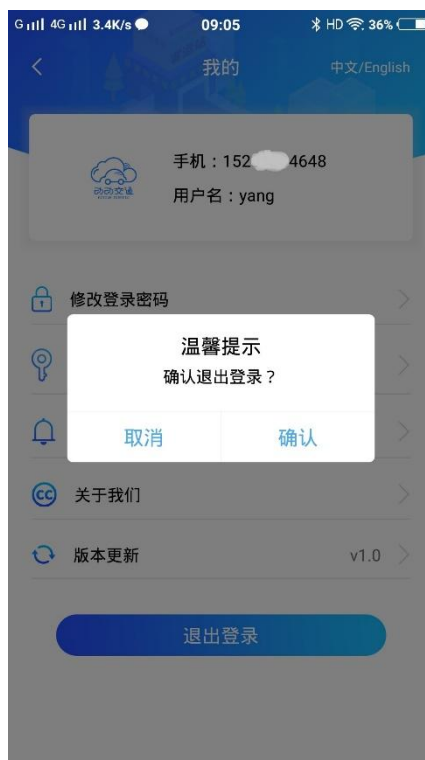 G 4G 3.4K/s 09:05 HD 36%
我的 中文/English
手机：152 4648
动动交通
用户名：yang
修改登录密码
温馨提示
确认退出登录？
取消 确认
关于我们
版本更新 v1.0
退出登录